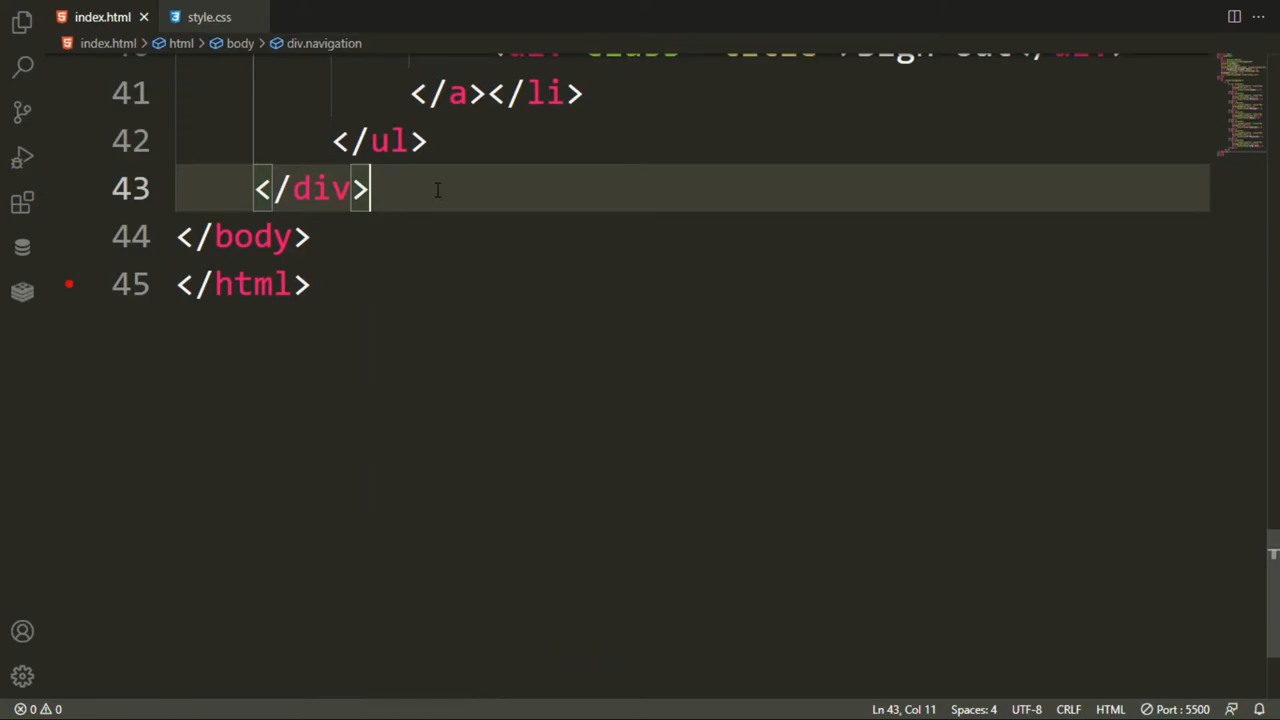 index.html
style.css
index.html html body div.navigation
41 </a></li>
42 </ul>
43 </div>
44 </body>
45 </html>
0 0 Ln 43, Col 11 Spaces: 4 UTF-8 CRLF HTML Port : 5500